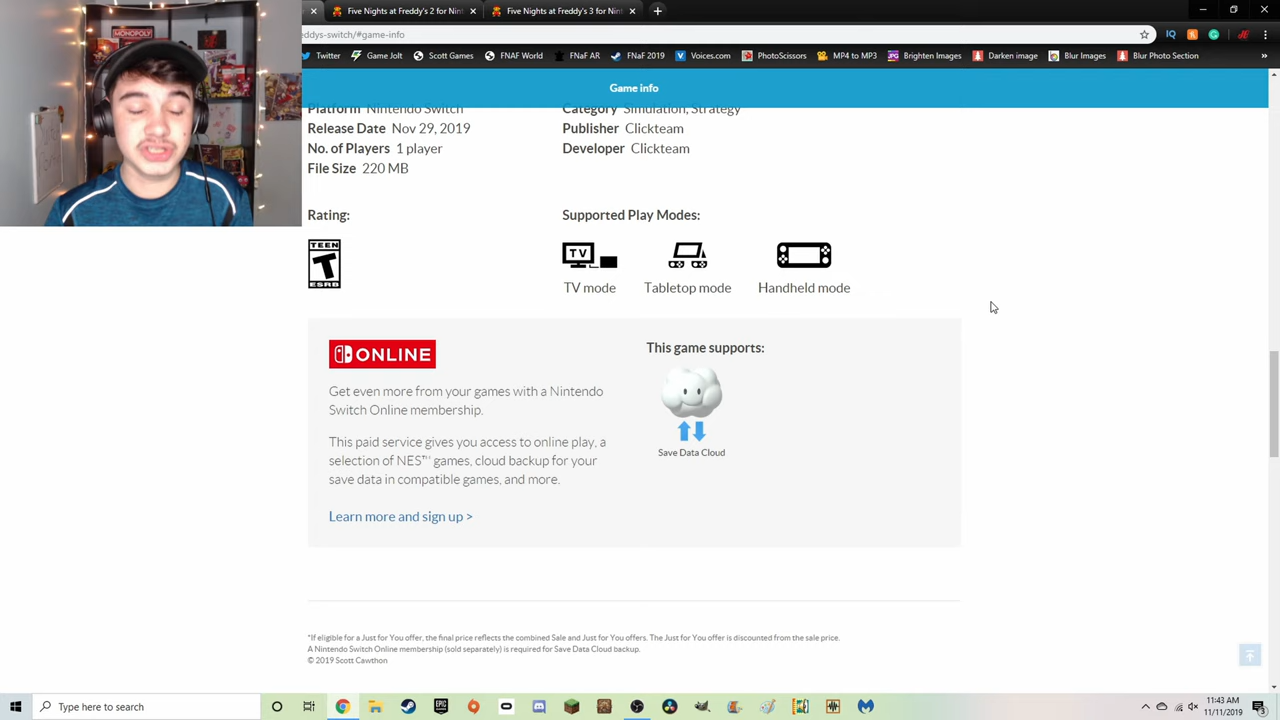 MONOPOLY
Five Nights at Freddy's 2 for Nint
Five Nights at Freddy's 3 for Nint
eddys-switch/#game-info
Twitter
Game Jolt
Scott Games
FNAF World
FNAF AR
FNaF 2019
Voices.com
PhotoScissors
MP4 to MP3
Brighten Images
Darken image
Blur Images
Blur Photo Section
Game info
Platform Nintendo Switch
Category Simulation, Strategy
Release Date Nov 29, 2019
Publisher Clickteam
No. of Players 1 player
Developer Clickteam
File Size 220 MB
Rating:
Supported Play Modes:
TEEN
T
ESRB
TV
TV mode
Tabletop mode
Handheld mode
ONLINE
This game supports:
Get even more from your games with a Nintendo
Switch Online membership.
This paid service gives you access to online play, a
selection of NES™ games, cloud backup for your
save data in compatible games, and more.
Save Data Cloud
Learn more and sign up >
*If eligible for a Just for You offer, the final price reflects the combined Sale and Just for You offers. The Just for You offer is discounted from the sale price.
A Nintendo Switch Online membership (sold separately) is required for Save Data Cloud backup.
© 2019 Scott Cawthon
Type here to search
11:43 AM
11/11/2019